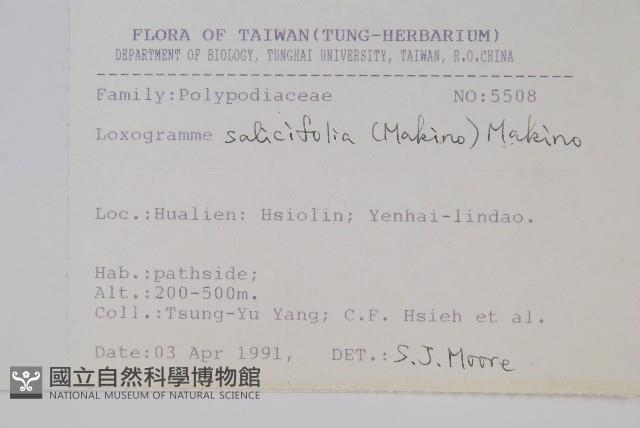 FLORA OF TAIWAN(TUNG-HERBARIUM)
DEPARTMENT OF BIOLOGY, TUNGHAI UNIVERSITY, TAIWAN, R.O.CHINA
Family:Polypodiaceae NO:5508
Loxogramme salicifolia (Makino) Makino
Loc.:Hualien: Hsiolin; Yenhai-lindao.
Hab.:pathside;
Alt.:200-500m.
Coll.:Tsung-Yu Yang; C.F. Hsieh et al.
Date:03 Apr 1991, DET.: S.J. Moore
國立自然科學博物館
NATIONAL MUSEUM OF NATURAL SCIENCE